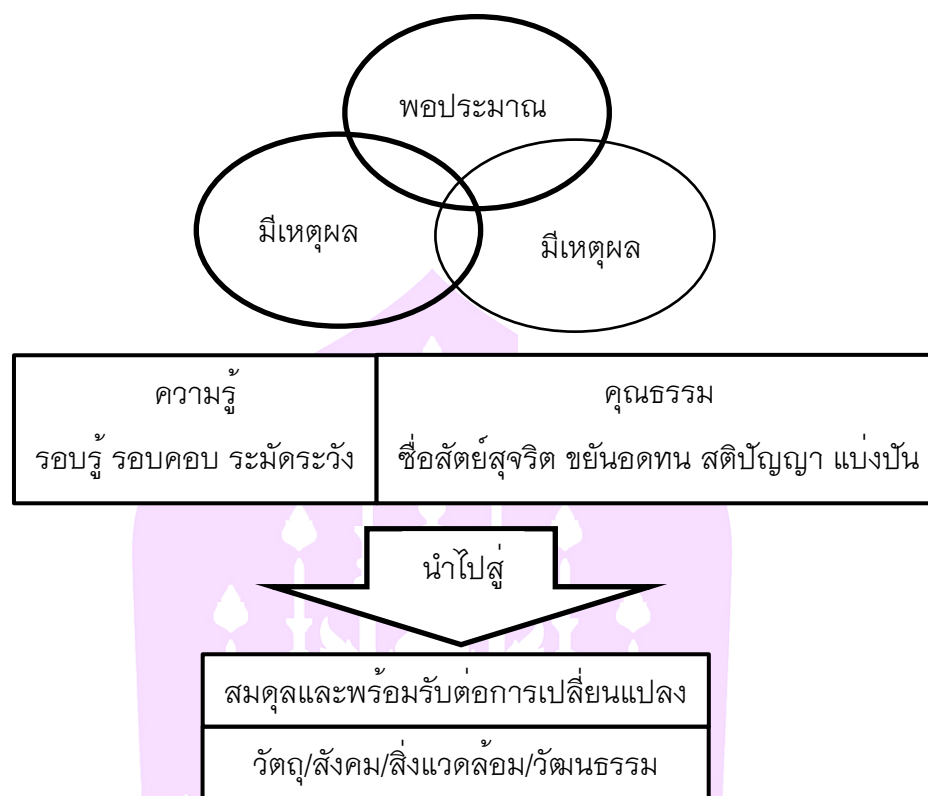 พอประมาณ
มีเหตุผล
มีเหตุผล
ความรู้
รอบรู้ รอบคอบ ระมัดระวัง
คุณธรรม
ซื่อสัตย์สุจริต ขยันอดทน สติปัญญา แบ่งปัน
นำไปสู่
สมดุลและพร้อมรับต่อการเปลี่ยนแปลง
วัตถุ/สังคม/สิ่งแวดล้อม/วัฒนธรรม